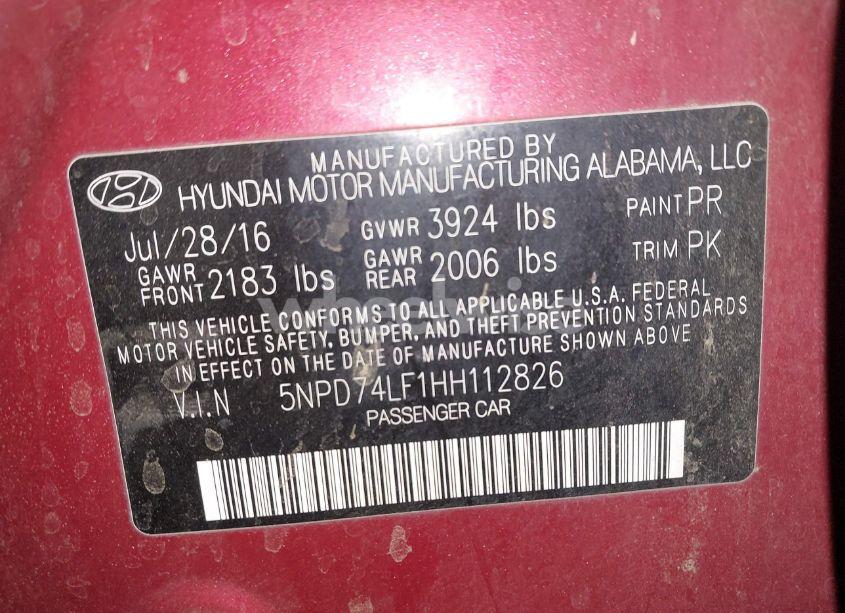 MANUFACTURED BY
HYUNDAI MOTOR MANUFACTURING ALABAMA, LLC
Jul/28/16 GVWR 3924 lbs PAINT PR
GAWR FRONT 2183 lbs GAWR REAR 2006 lbs TRIM PK
THIS VEHICLE CONFORMS TO ALL APPLICABLE U.S.A. FEDERAL
MOTOR VEHICLE SAFETY, BUMPER, AND THEFT PREVENTION STANDARDS
IN EFFECT ON THE DATE OF MANUFACTURE SHOWN ABOVE
V.I.N 5NPD74LF1HH112826
PASSENGER CAR